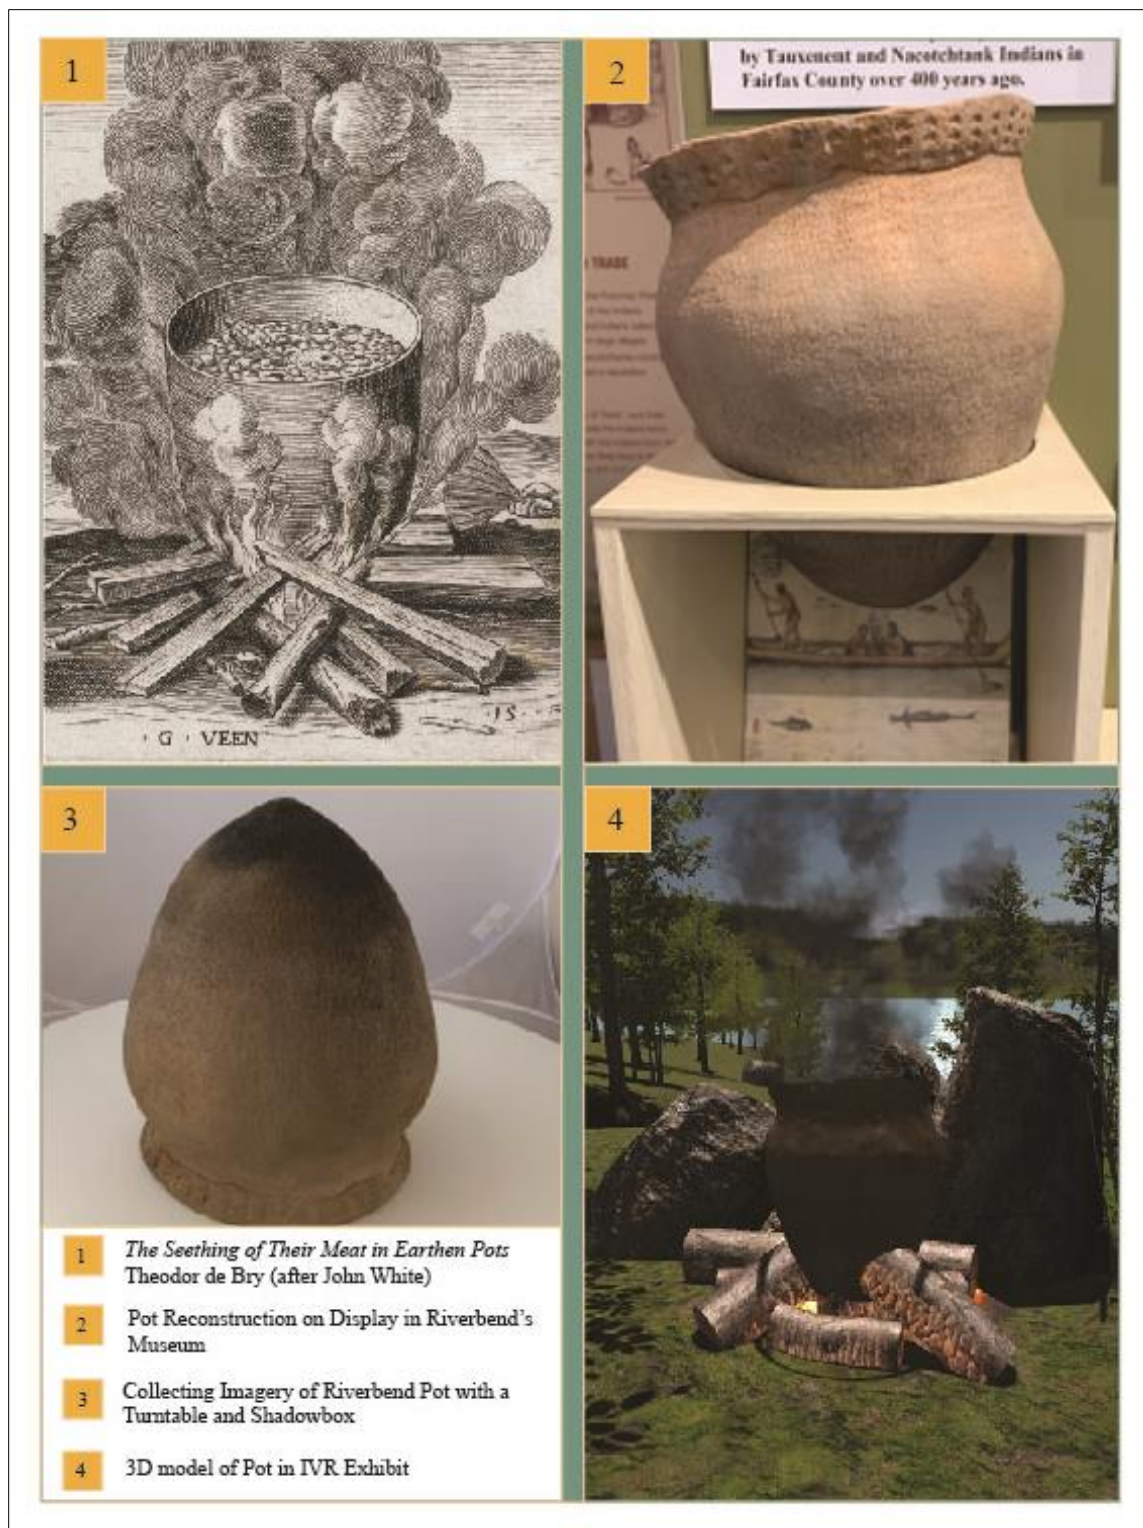 1
· G · VEEN
2
by Tauxenent and Nacotchtank Indians in
Fairfax County over 400 years ago.
TRADE
3
4
1 The Seething of Their Meat in Earthen Pots
Theodor de Bry (after John White)
2 Pot Reconstruction on Display in Riverbend's
Museum
3 Collecting Imagery of Riverbend Pot with a
Turntable and Shadowbox
4 3D model of Pot in IVR Exhibit